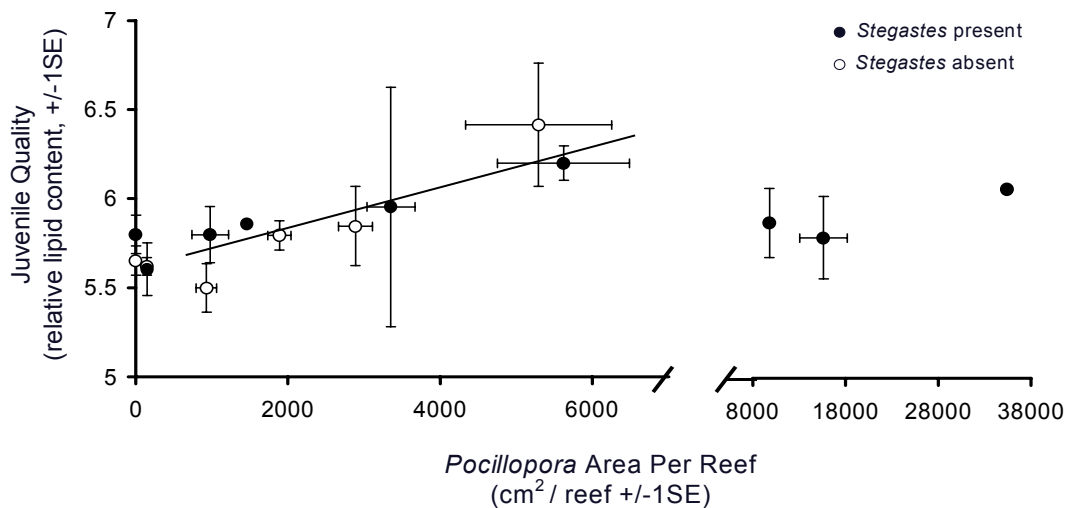 7
6.5
6
5.5
5
Juvenile Quality
(relative lipid content, +/-1SE)
Stegastes present
Stegastes absent
0 2000 4000 6000 8000 18000 28000 38000
Pocillopora Area Per Reef
(cm² / reef +/-1SE)